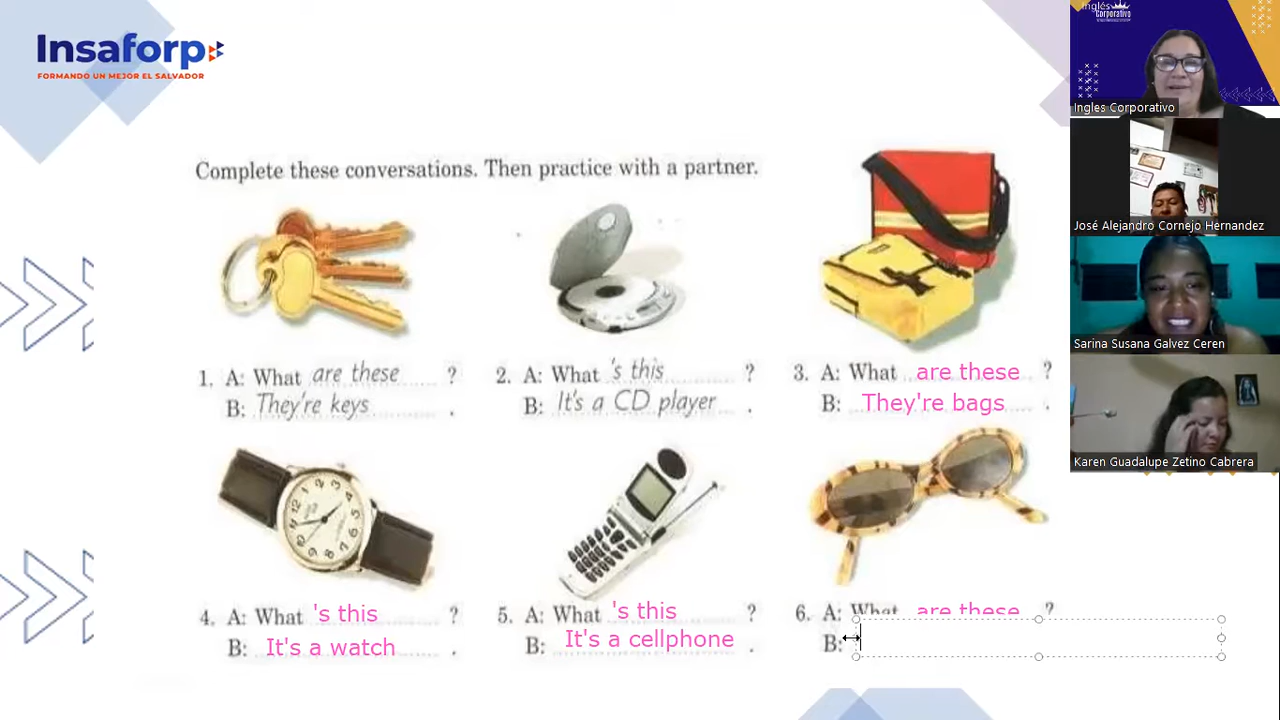 Insaforp
FORMANDO UN MEJOR EL SALVADOR
Complete these conversations. Then practice with a partner.
1. A: What are these ?
B: They're keys .
2. A: What 's this ?
B: It's a CD player .
3. A: What are these ?
B: They're bags .
4. A: What 's this ?
B: It's a watch .
5. A: What 's this ?
B: It's a cellphone .
6. A: What are these ?
B:
Inglés
Corporativo
Ingles Corporativo
José Alejandro Cornejo Hernandez
Sarina Susana Galvez Ceren
Karen Guadalupe Zetino Cabrera